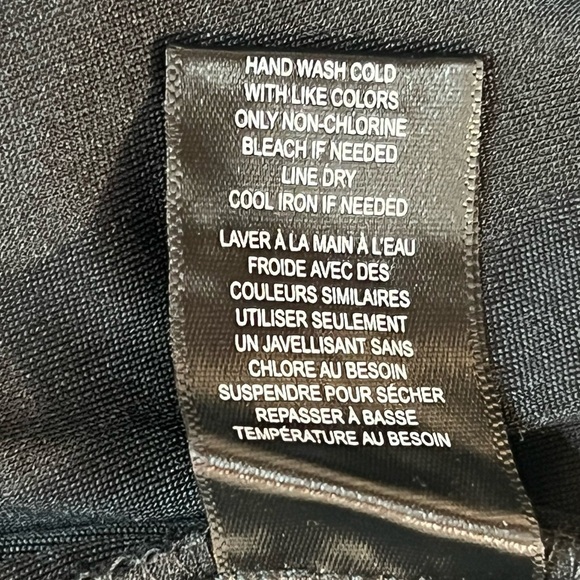 HAND WASH COLD
WITH LIKE COLORS
ONLY NON-CHLORINE
BLEACH IF NEEDED
LINE DRY
COOL IRON IF NEEDED
LAVER À LA MAIN À L'EAU
FROIDE AVEC DES
COULEURS SIMILAIRES
UTILISER SEULEMENT
UN JAVELLISANT SANS
CHLORE AU BESOIN
SUSPENDRE POUR SÉCHER
REPASSER À BASSE
TEMPÉRATURE AU BESOIN